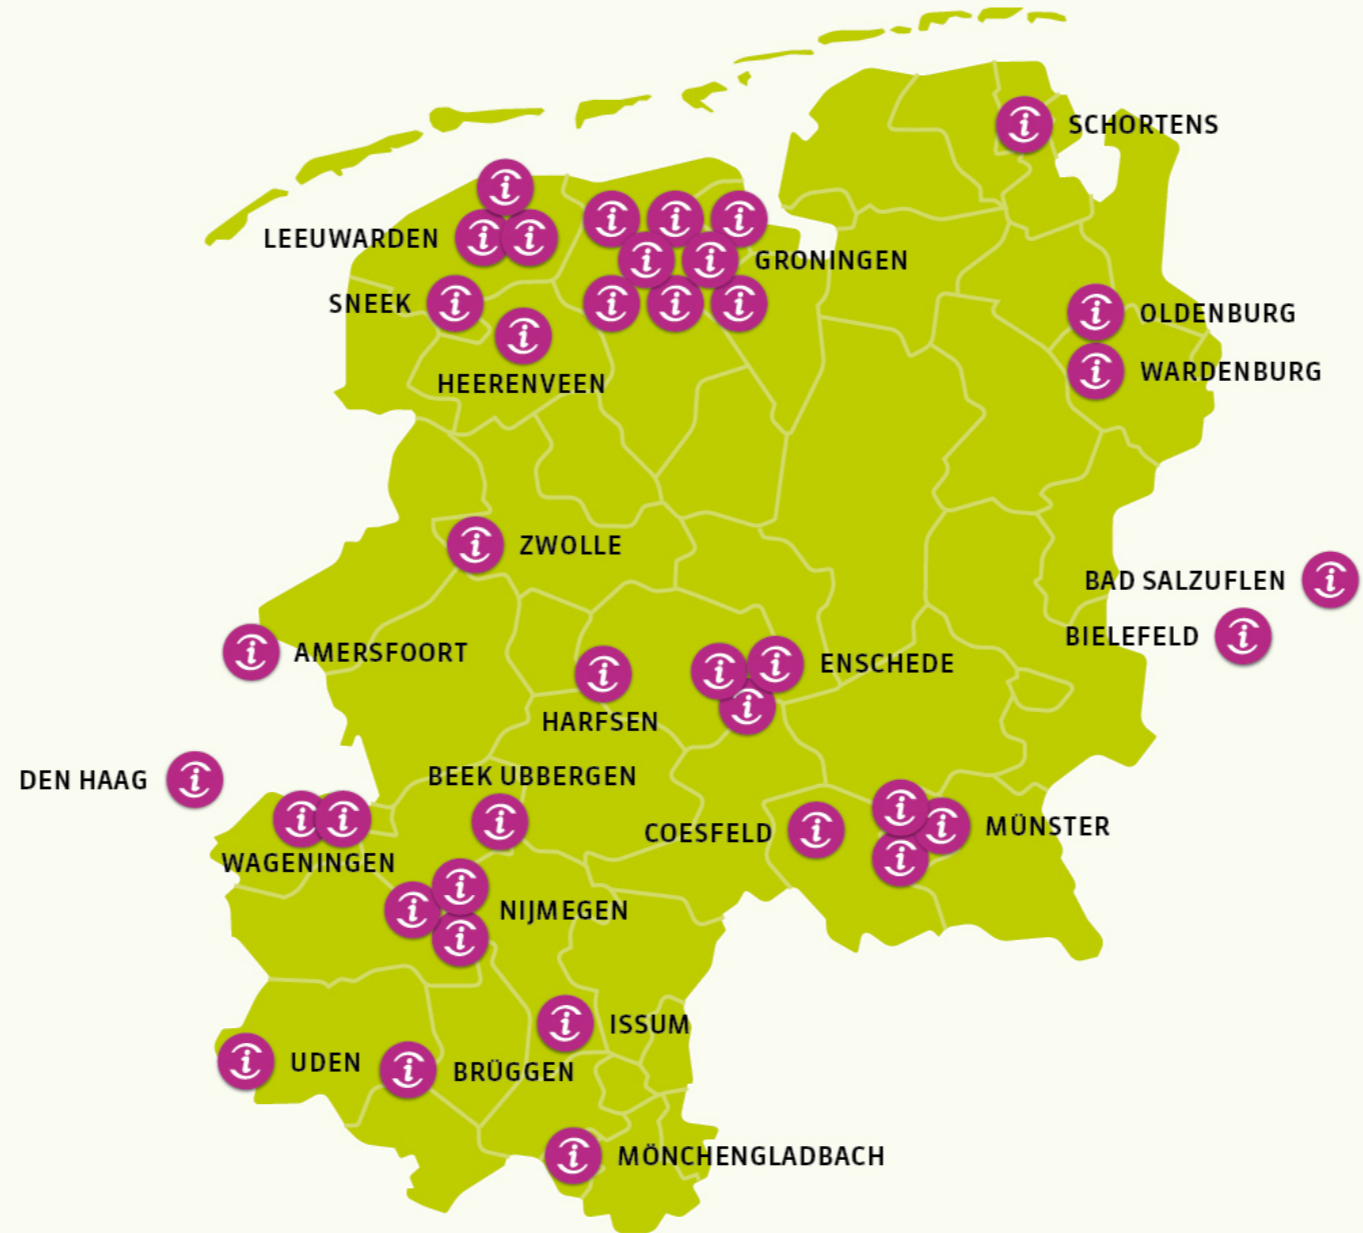 SCHORTENS
LEEUWARDEN
GRONINGEN
SNEEK
OLDENBURG
WARDENBURG
HEERENVEEN
ZWOLLE
BAD SALZUFLEN
BIELEFELD
AMERSFOORT
ENSCHEDE
HARFSEN
DEN HAAG
BEEK UBBERGEN
COESFELD
MÜNSTER
WAGENINGEN
NIJMEGEN
ISSUM
UDEN
BRÜGGEN
MÖNCHENGLADBACH